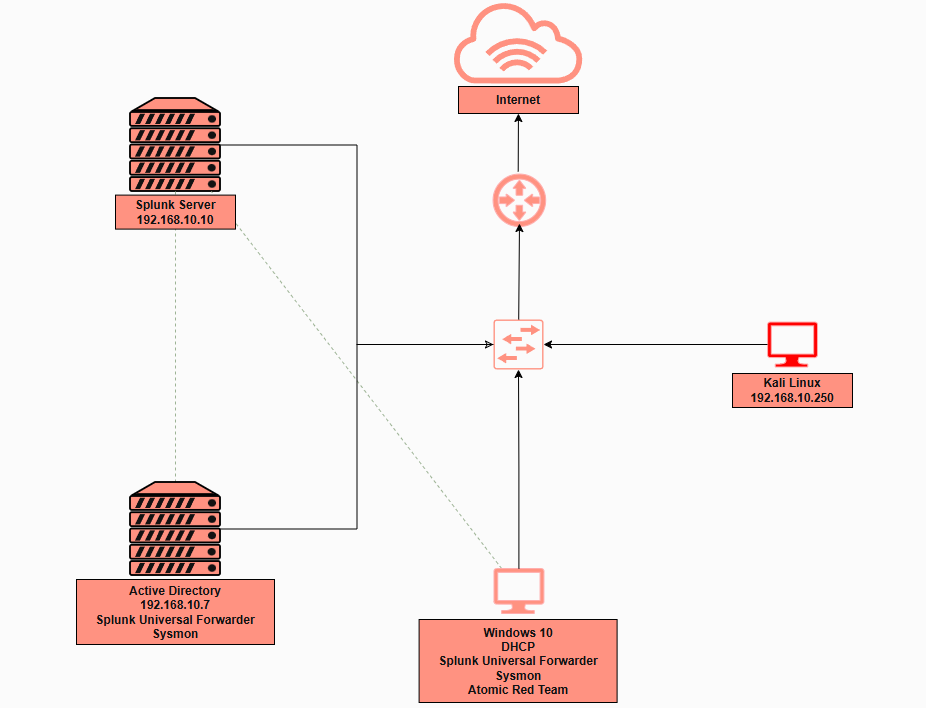 Internet
Splunk Server
192.168.10.10
Kali Linux
192.168.10.250
Active Directory
192.168.10.7
Splunk Universal Forwarder
Sysmon
Windows 10
DHCP
Splunk Universal Forwarder
Sysmon
Atomic Red Team